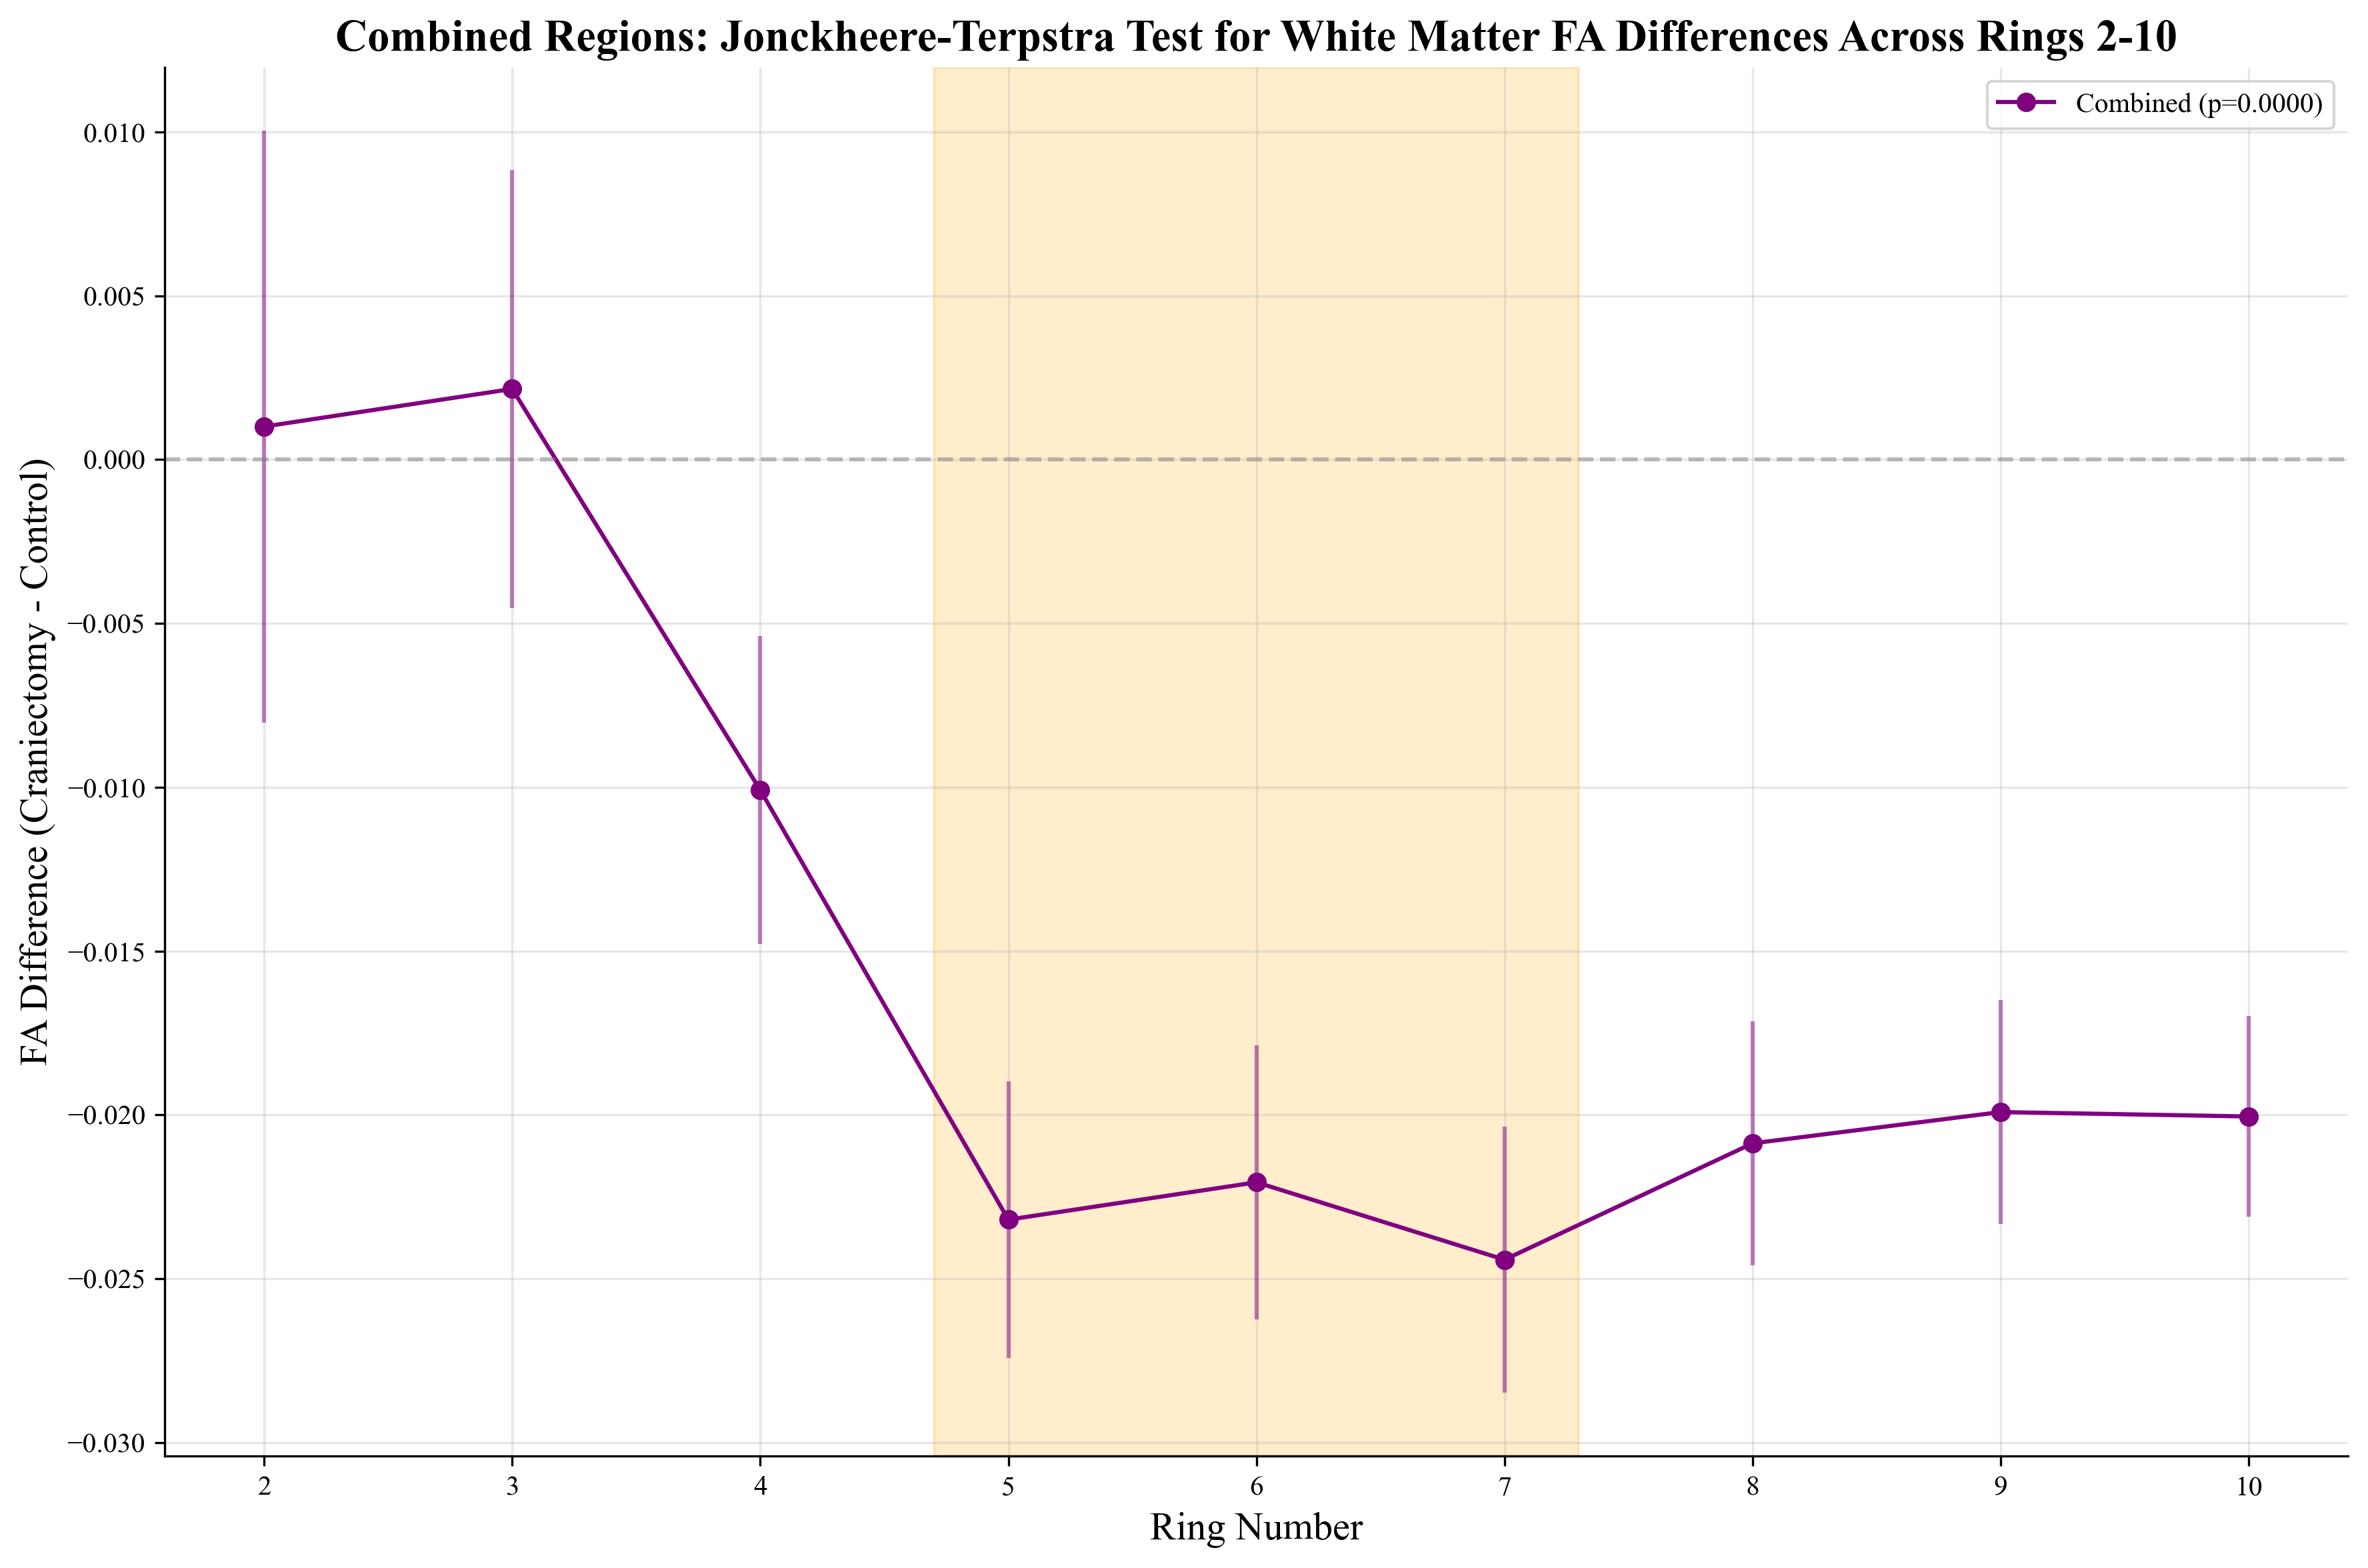 Combined Regions: Jonckheere-Terpstra Test for White Matter FA Differences Across Rings 2-10
Combined (p=0.0000)
FA Difference (Craniectomy - Control)
0.010
0.005
0.000
−0.005
−0.010
−0.015
−0.020
−0.025
−0.030
2 3 4 5 6 7 8 9 10
Ring Number